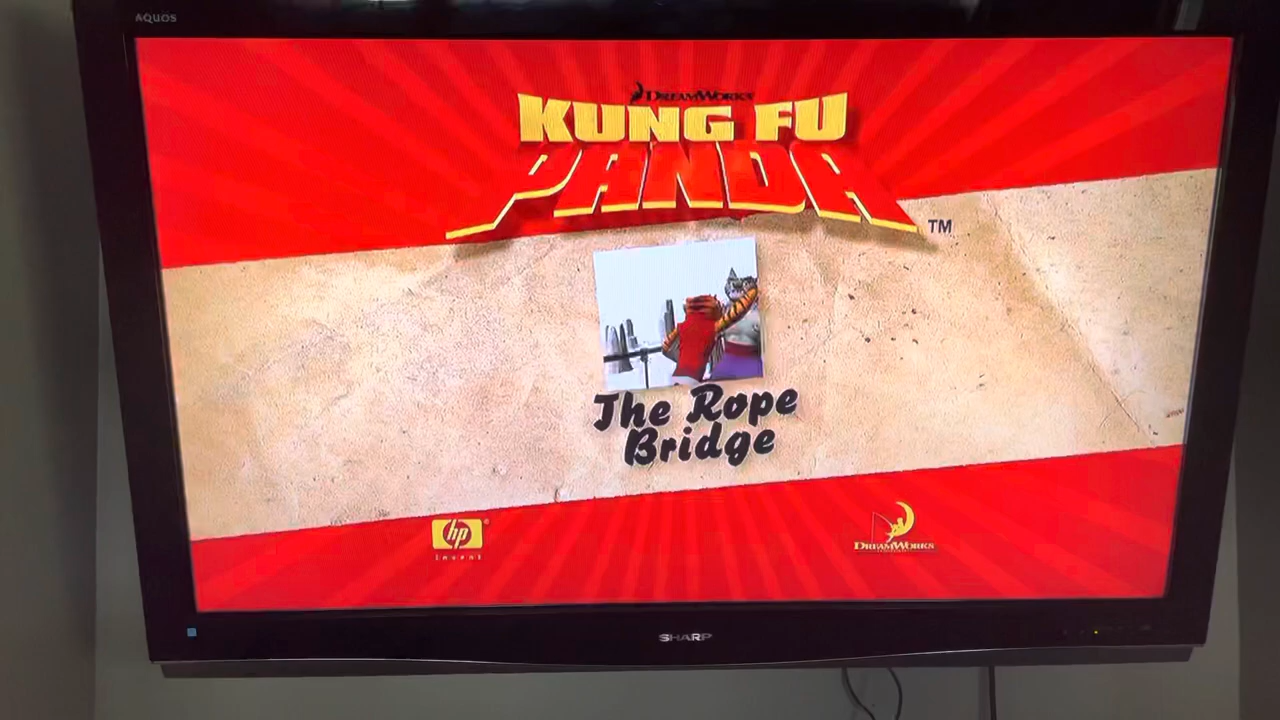 AQUOS
DREAMWORKS
KUNG FU
PANDA
TM
The Rope
Bridge
hp
®
invent
DREAMWORKS
SHARP